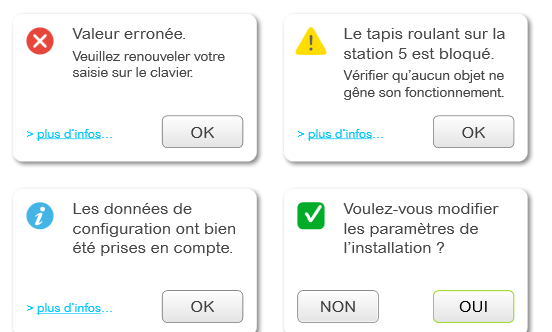 Valeur erronée.
Veuillez renouveler votre
saisie sur le clavier.
> plus d'infos...
OK
Le tapis roulant sur la
station 5 est bloqué.
Vérifier qu'aucun objet ne
gêne son fonctionnement.
> plus d'infos...
OK
Les données de
configuration ont bien
été prises en compte.
> plus d'infos...
OK
Voulez-vous modifier
les paramètres de
l'installation ?
NON
OUI